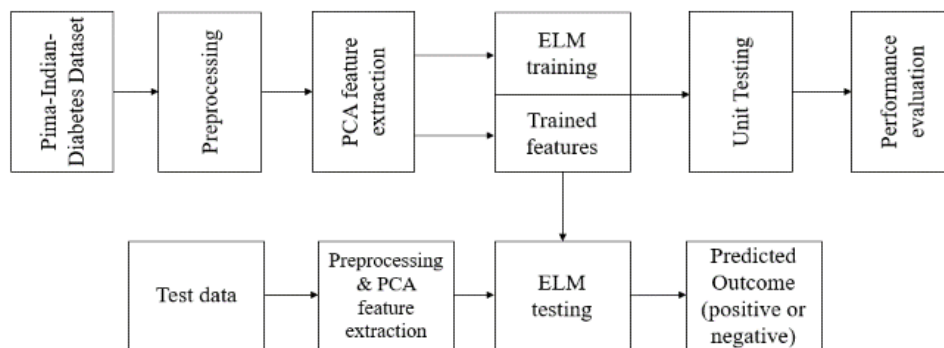 Pima-Indian-
Diabetes Dataset
Preprocessing
PCA feature
extraction
ELM
training
Trained
features
Unit Testing
Performance
evaluation
Test data
Preprocessing
& PCA
feature
extraction
ELM
testing
Predicted
Outcome
(positive or
negative)